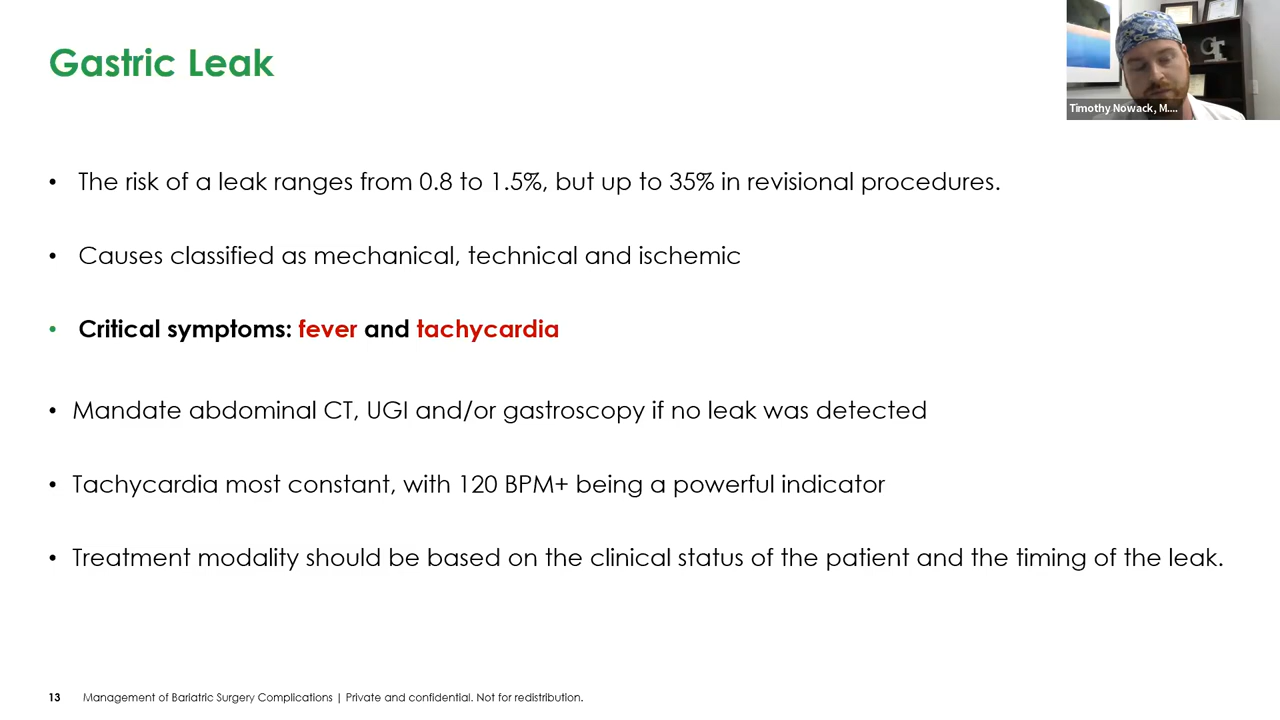 Gastric Leak
Timothy Nowack, M....
• The risk of a leak ranges from 0.8 to 1.5%, but up to 35% in revisional procedures.
• Causes classified as mechanical, technical and ischemic
• Critical symptoms: fever and tachycardia
• Mandate abdominal CT, UGI and/or gastroscopy if no leak was detected
• Tachycardia most constant, with 120 BPM+ being a powerful indicator
• Treatment modality should be based on the clinical status of the patient and the timing of the leak.
13 Management of Bariatric Surgery Complications | Private and confidential. Not for redistribution.